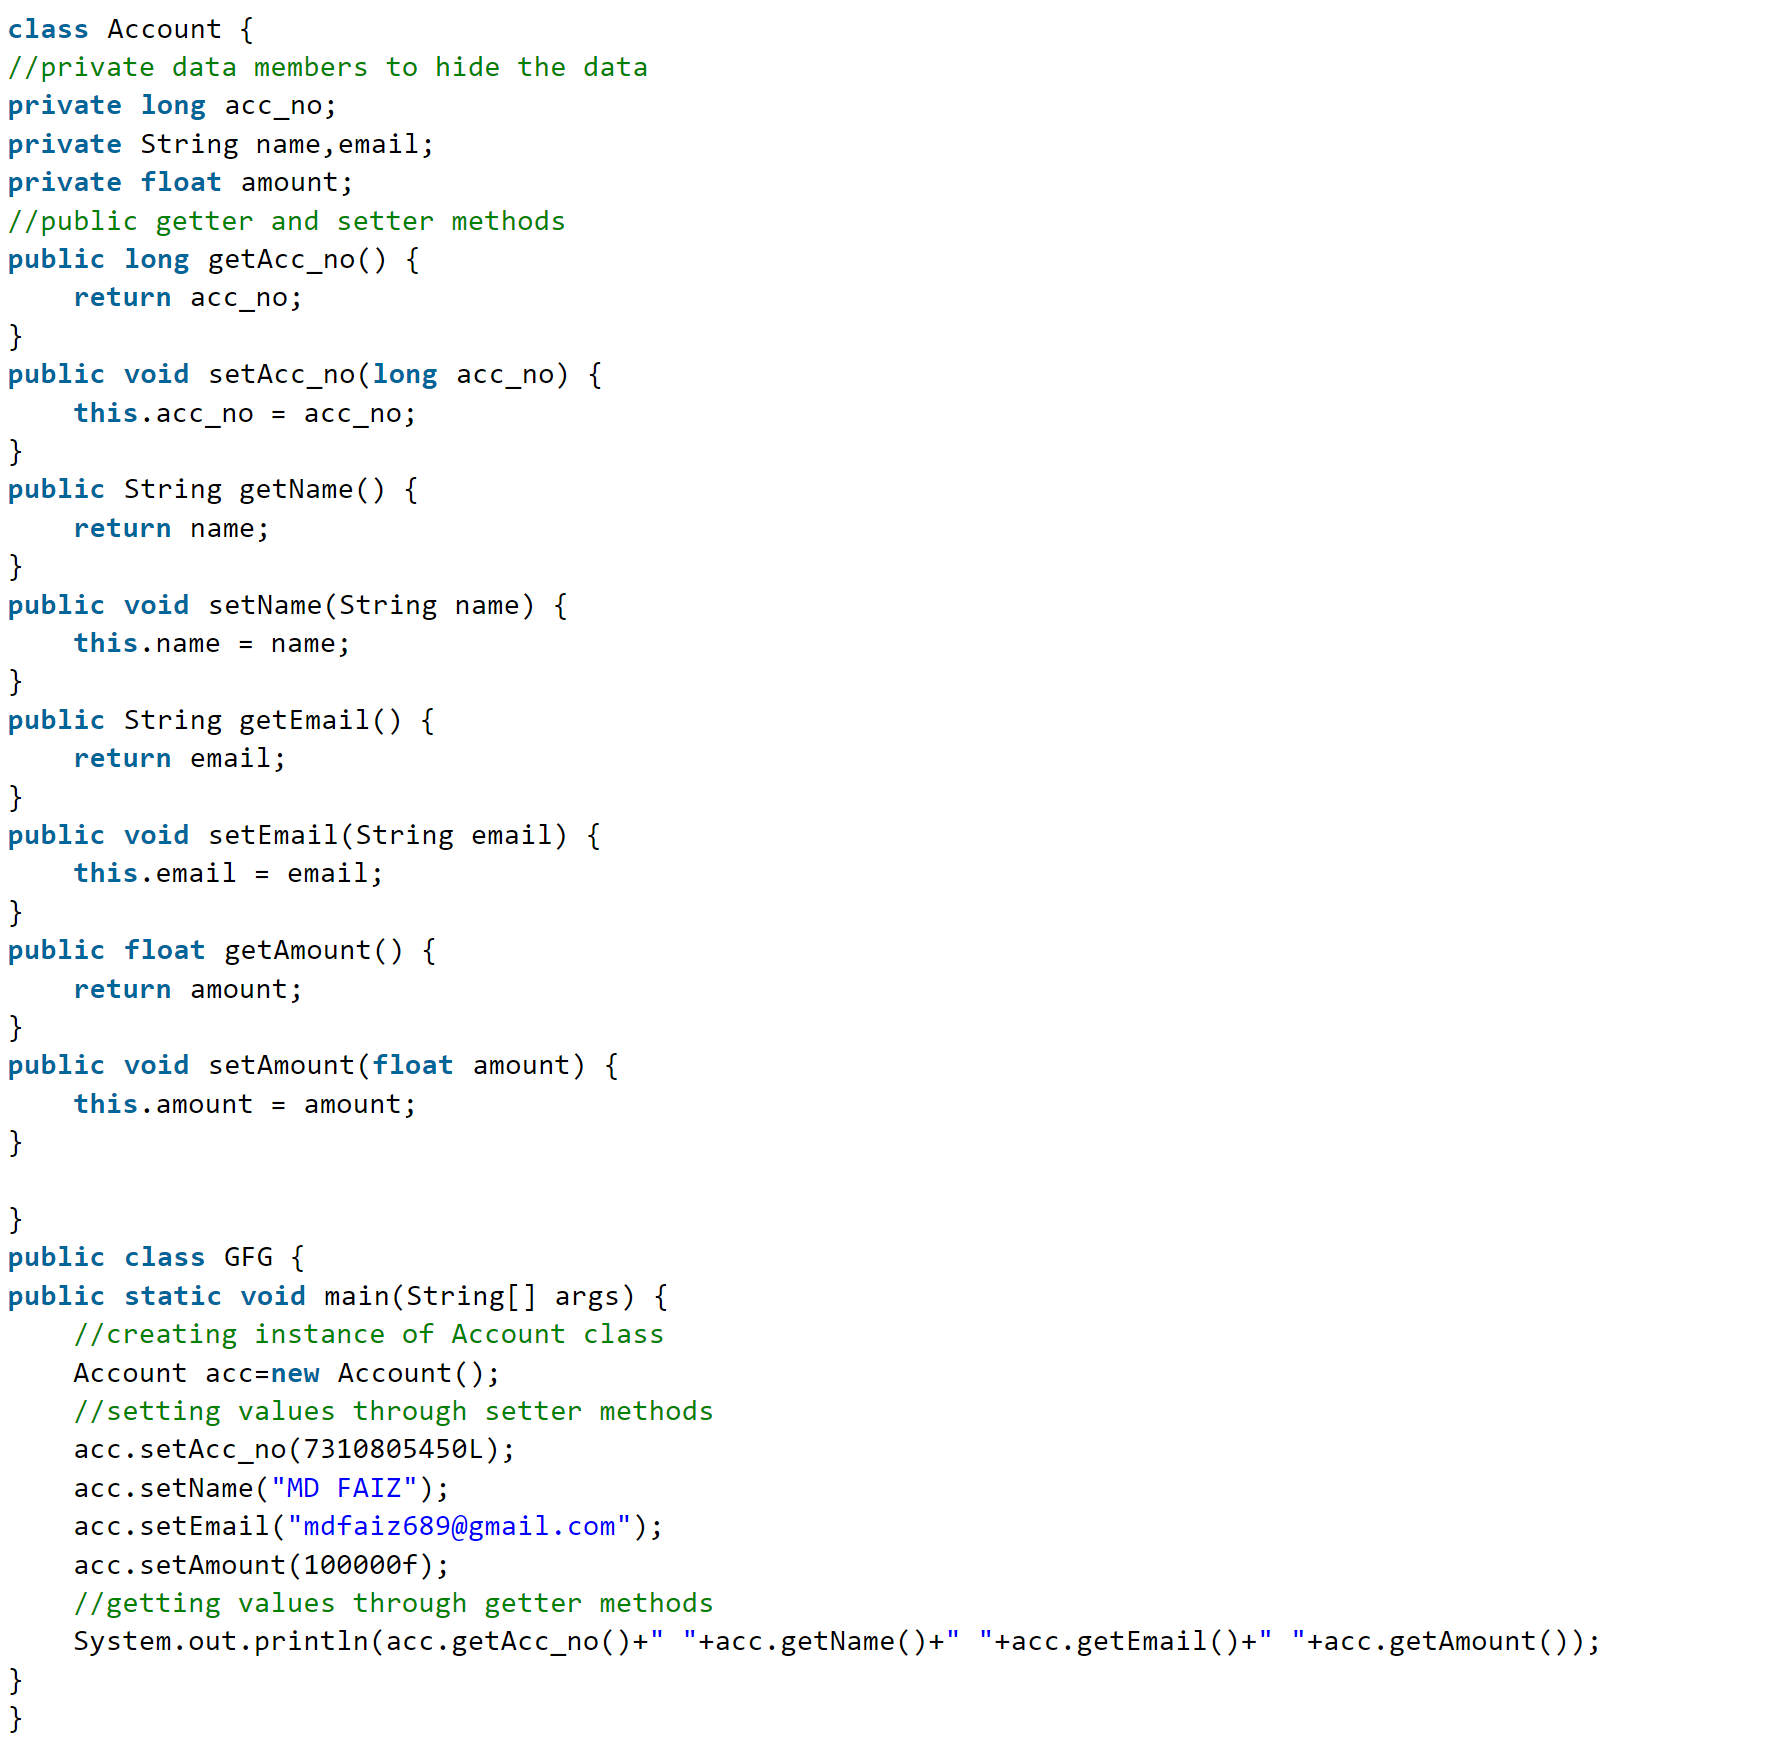 class Account {
//private data members to hide the data
private long acc_no;
private String name,email;
private float amount;
//public getter and setter methods
public long getAcc_no() {
    return acc_no;
}
public void setAcc_no(long acc_no) {
    this.acc_no = acc_no;
}
public String getName() {
    return name;
}
public void setName(String name) {
    this.name = name;
}
public String getEmail() {
    return email;
}
public void setEmail(String email) {
    this.email = email;
}
public float getAmount() {
    return amount;
}
public void setAmount(float amount) {
    this.amount = amount;
}

}
public class GFG {
public static void main(String[] args) {
    //creating instance of Account class
    Account acc=new Account();
    //setting values through setter methods
    acc.setAcc_no(7310805450L);
    acc.setName("MD FAIZ");
    acc.setEmail("mdfaiz689@gmail.com");
    acc.setAmount(100000f);
    //getting values through getter methods
    System.out.println(acc.getAcc_no()+" "+acc.getName()+" "+acc.getEmail()+" "+acc.getAmount());
}
}